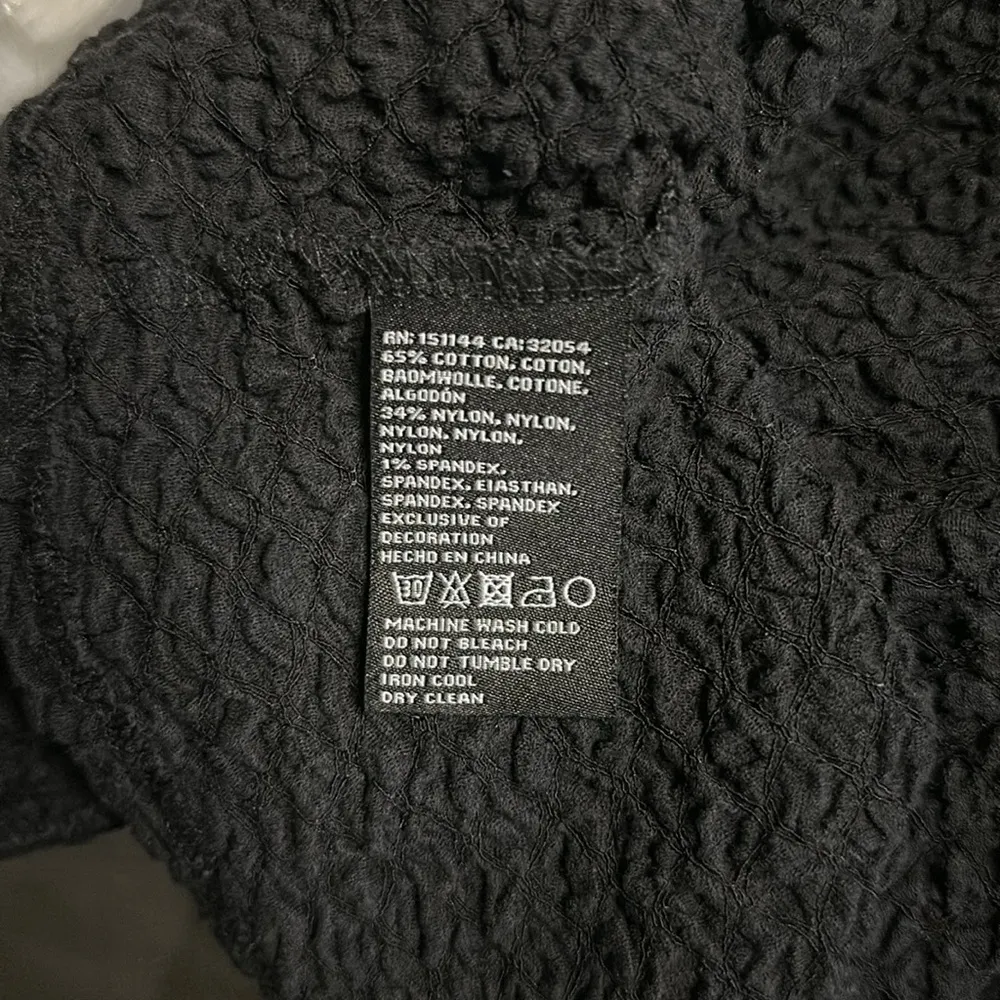 RN: 151144 CA: 32054
65% COTTON, COTON,
BAOMWOLLE, COTONE,
ALGODÓN
34% NYLON, NYLON,
NYLON, NYLON,
NYLON
1% SPANDEX,
SPANDEX, EIASTHAN,
SPANDEX, SPANDEX
EXCLUSIVE OF
DECORATION
HECHO EN CHINA
30
MACHINE WASH COLD
DO NOT BLEACH
DO NOT TUMBLE DRY
IRON COOL
DRY CLEAN